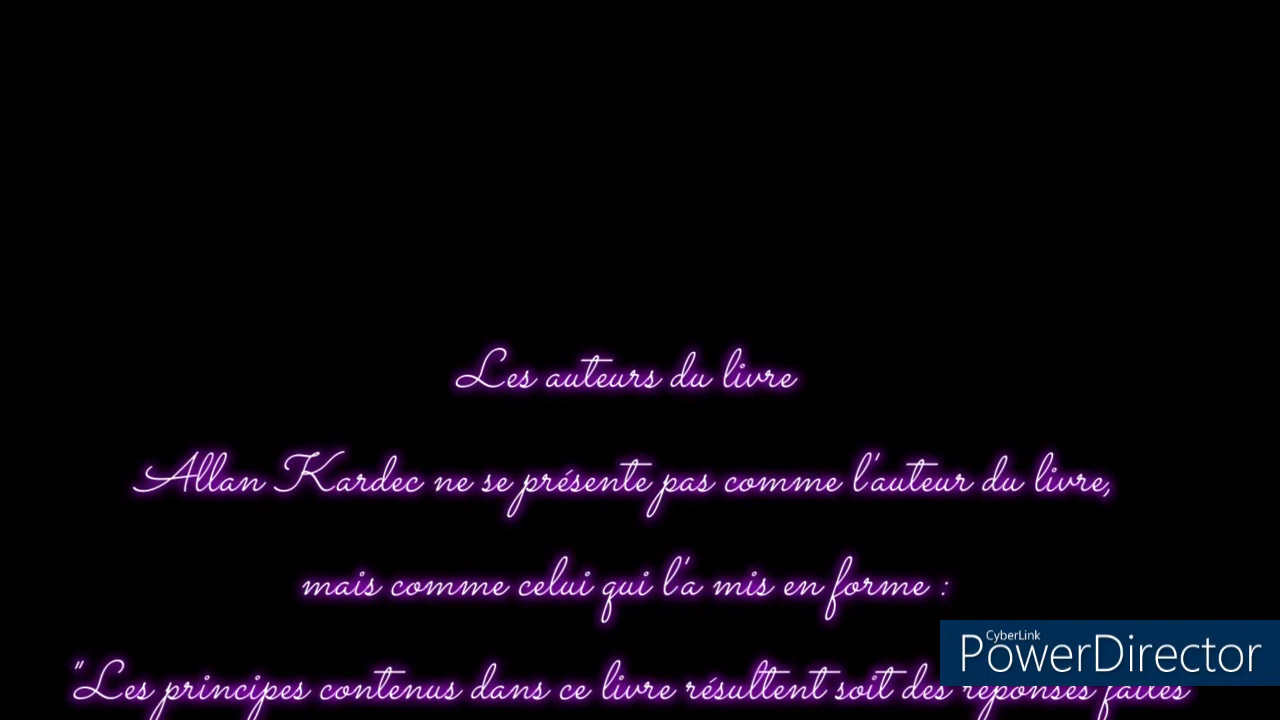 Les auteurs du livre
Allan Kardec ne se présente pas comme l'auteur du livre,
mais comme celui qui l'a mis en forme :
CyberLink
PowerDirector
"Les principes contenus dans ce livre résultent soit des réponses faites